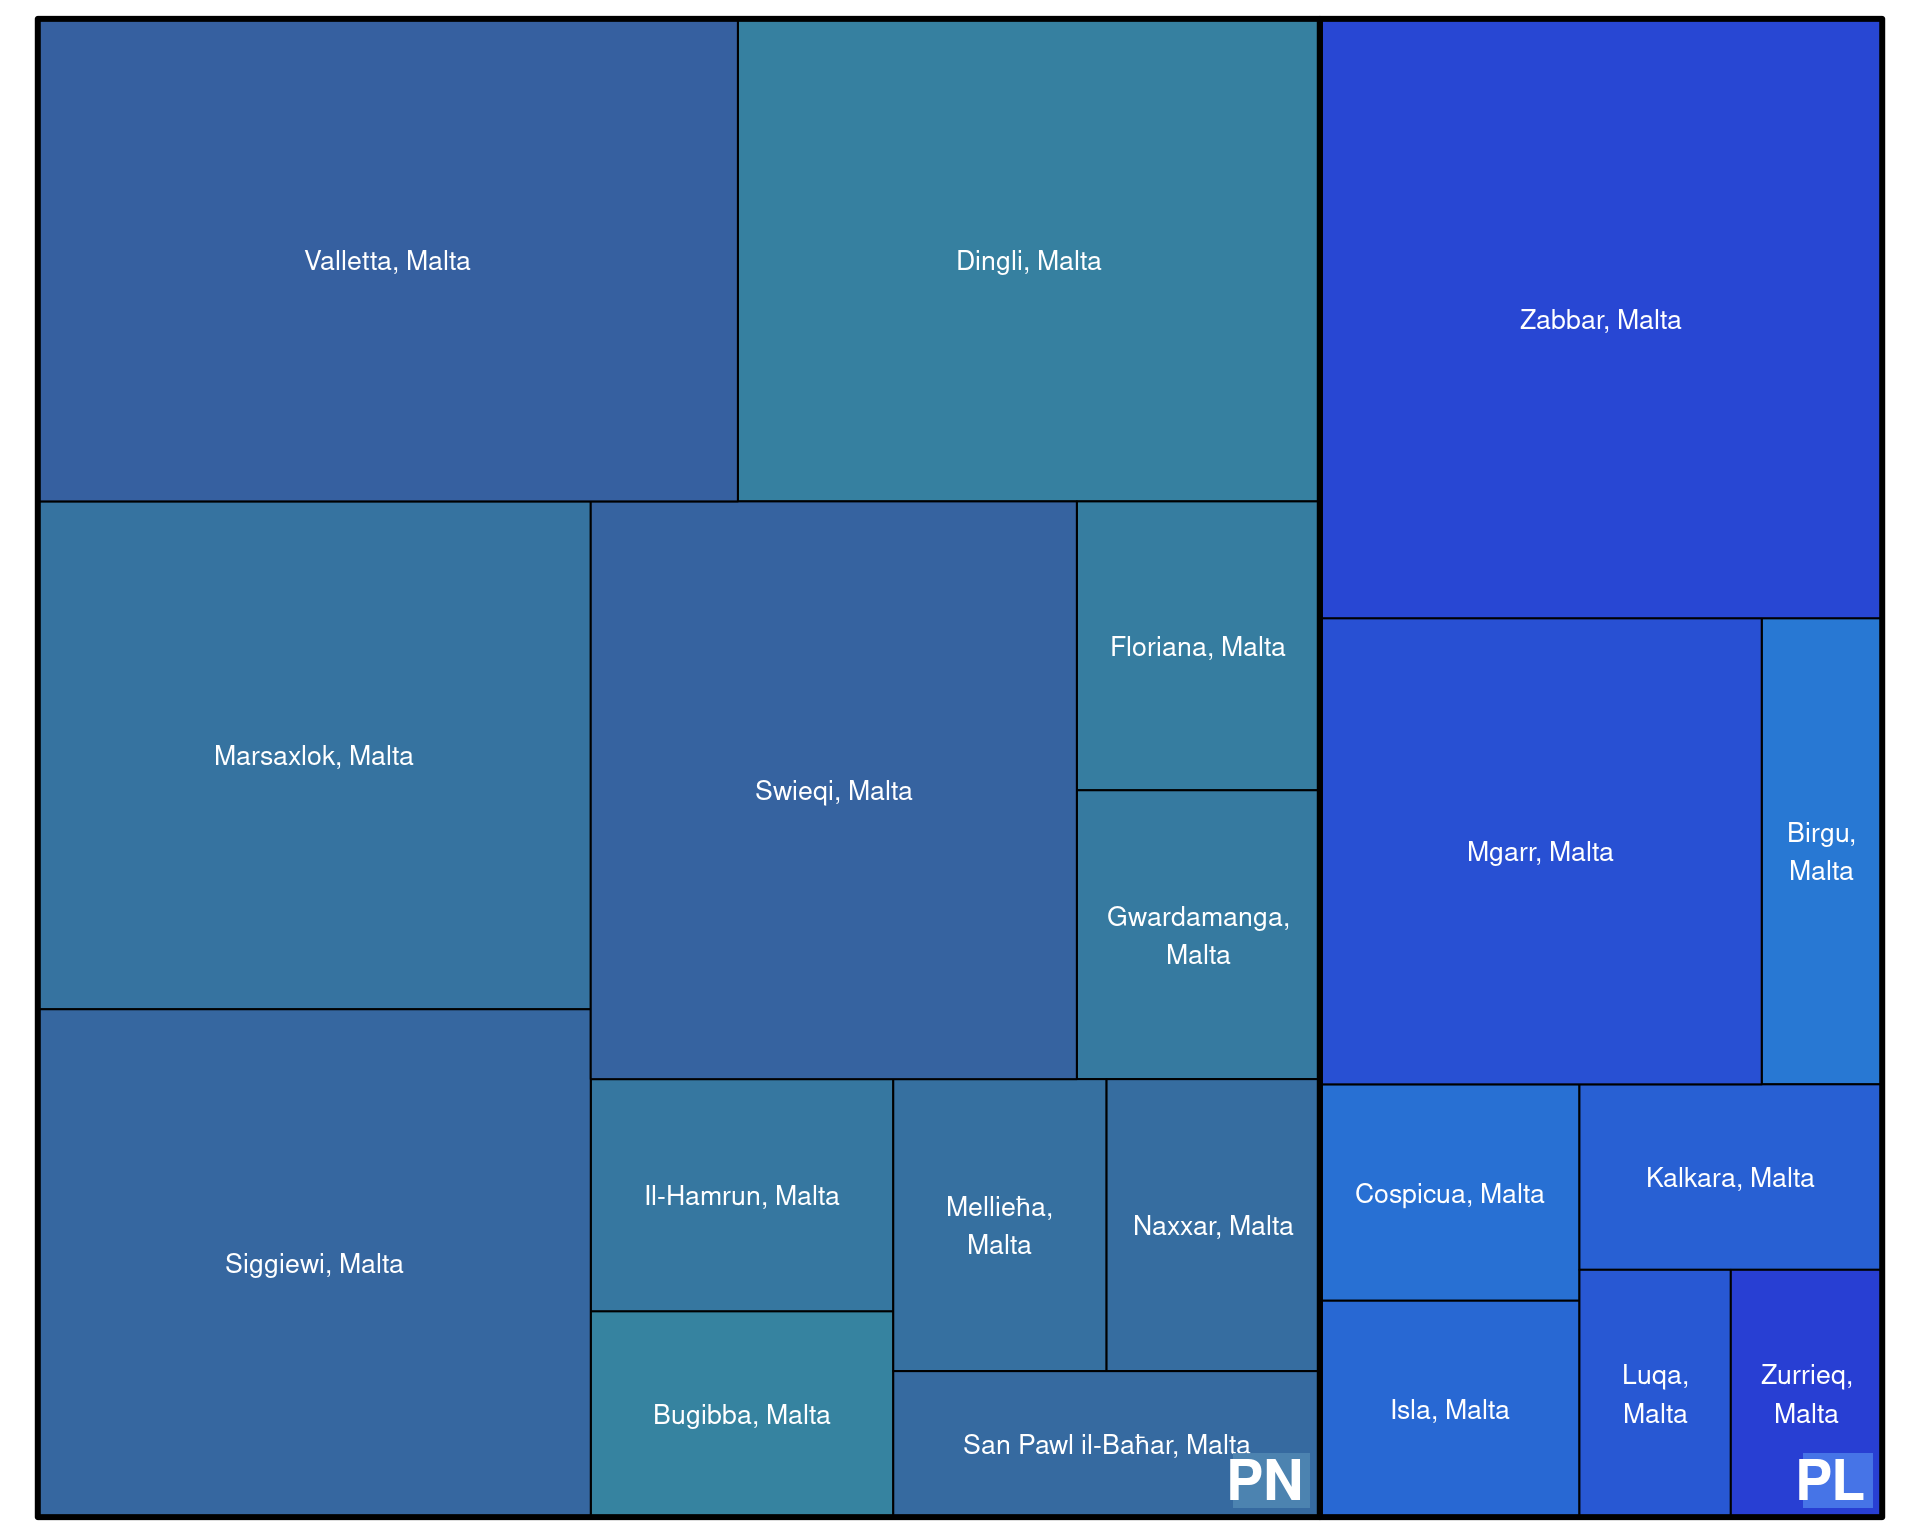 Valletta, Malta
Dingli, Malta
Zabbar, Malta
Marsaxlok, Malta
Swieqi, Malta
Floriana, Malta
Gwardamanga,
Malta
Mgarr, Malta
Birgu,
Malta
Siggiewi, Malta
Il-Hamrun, Malta
Mellieħa,
Malta
Naxxar, Malta
Bugibba, Malta
San Pawl il-Baħar, Malta
PN
Cospicua, Malta
Kalkara, Malta
Isla, Malta
Luqa,
Malta
Zurrieq,
Malta
PL